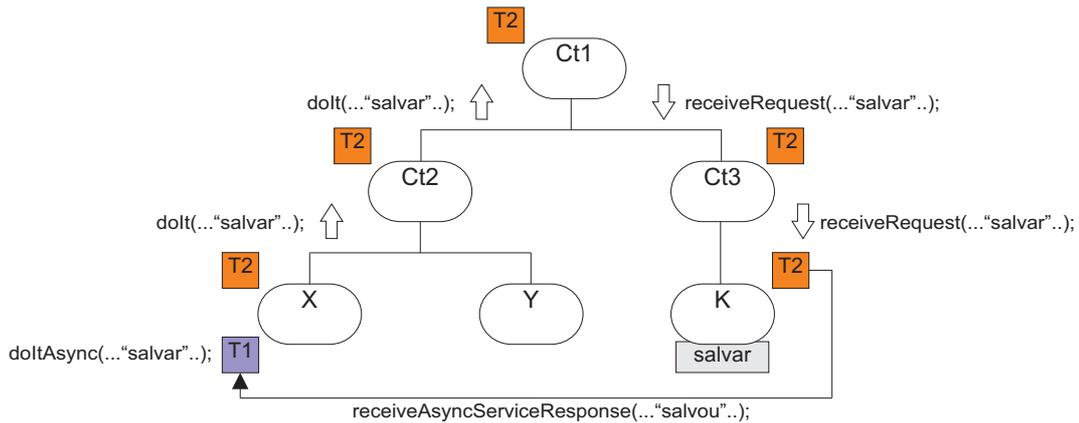 T2
Ct1
doIt(...“salvar”..);
receiveRequest(...“salvar”..);
T2
T2
Ct2
Ct3
doIt(...“salvar”..);
receiveRequest(...“salvar”..);
T2
T2
X
Y
K
doItAsync(...“salvar”..);
T1
salvar
receiveAsyncServiceResponse(...“salvou”..);